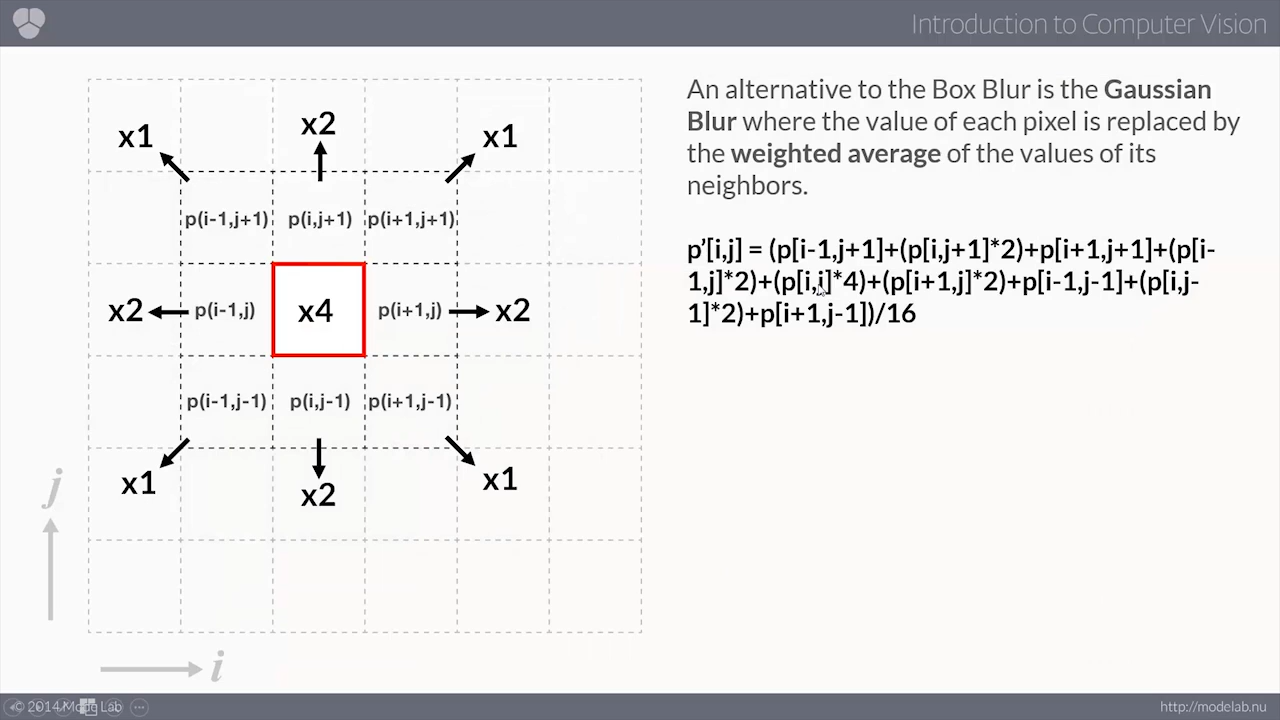 Introduction to Computer Vision
An alternative to the Box Blur is the Gaussian
Blur where the value of each pixel is replaced by
the weighted average of the values of its
neighbors.
p’[i,j] = (p[i-1,j+1]+(p[i,j+1]*2)+p[i+1,j+1]+(p[i-
1,j]*2)+(p[i,j]*4)+(p[i+1,j]*2)+p[i-1,j-1]+(p[i,j-
1]*2)+p[i+1,j-1])/16
x1 x2 x1
p(i-1,j+1) p(i,j+1) p(i+1,j+1)
x2 p(i-1,j) x4 p(i+1,j) x2
p(i-1,j-1) p(i,j-1) p(i+1,j-1)
x1 x2 x1
j
i
© 2014 Mode Lab
http://modelab.nu